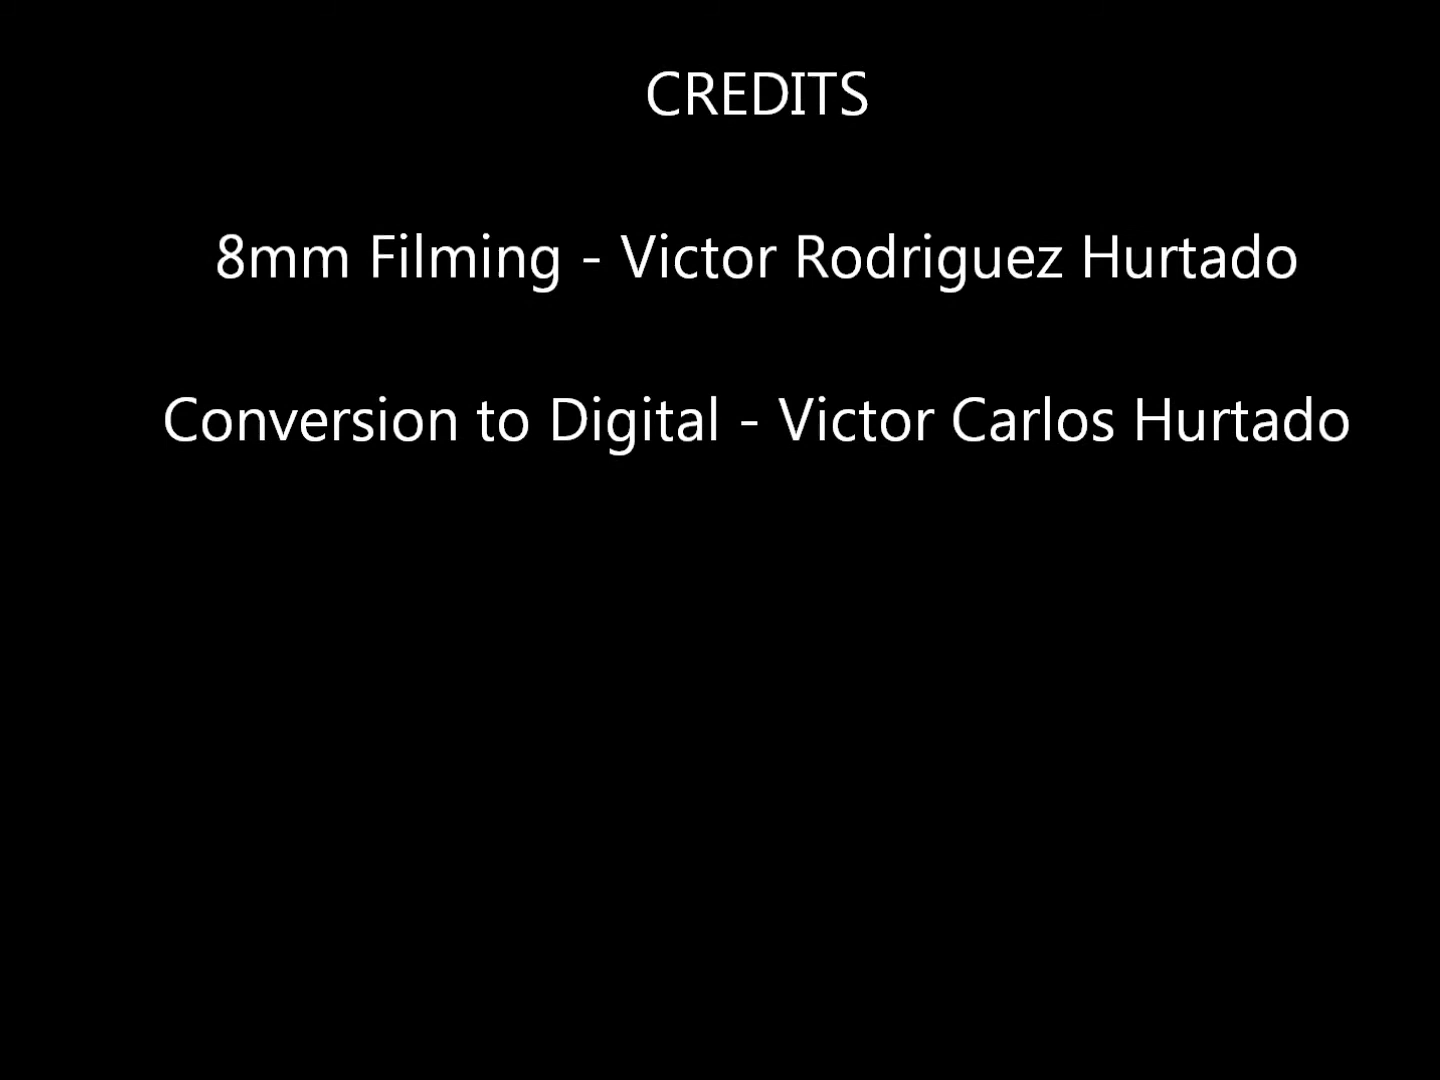 CREDITS
8mm Filming - Victor Rodriguez Hurtado
Conversion to Digital - Victor Carlos Hurtado